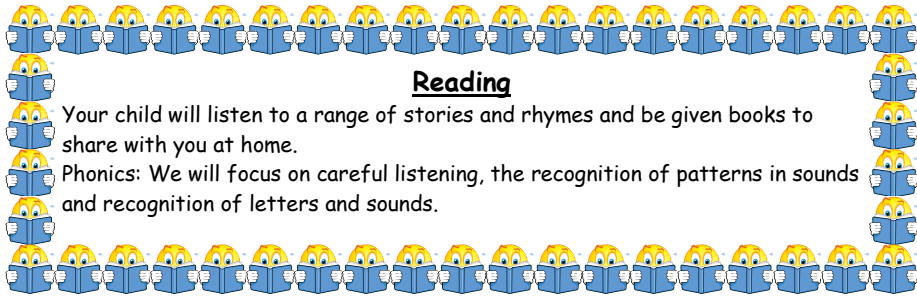 Reading
Your child will listen to a range of stories and rhymes and be given books to
share with you at home.
Phonics: We will focus on careful listening, the recognition of patterns in sounds
and recognition of letters and sounds.